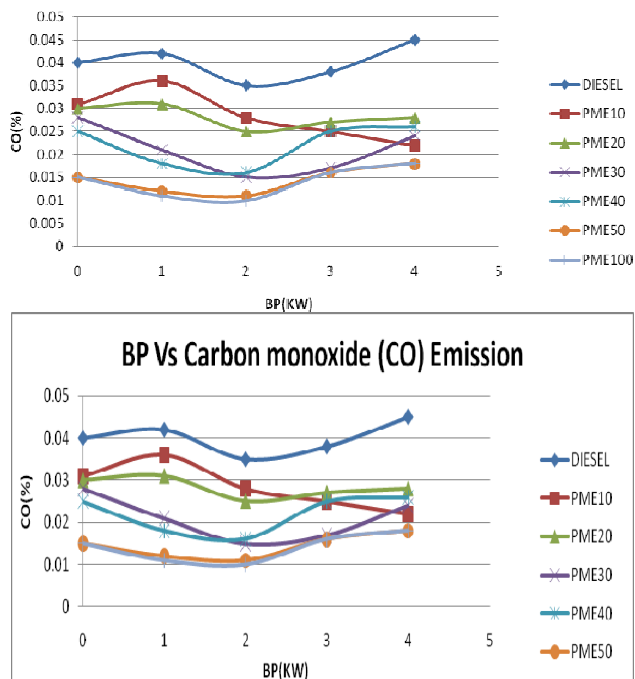 0.05
0.045
0.04
0.035
0.03
0.025
0.02
0.015
0.01
0.005
0
CO(%)
0 1 2 3 4 5
BP(KW)
DIESEL
PME10
PME20
PME30
PME40
PME50
PME100
BP Vs Carbon monoxide (CO) Emission
0.05
0.04
0.03
0.02
0.01
0
CO(%)
0 1 2 3 4 5
BP(KW)
DIESEL
PME10
PME20
PME30
PME40
PME50